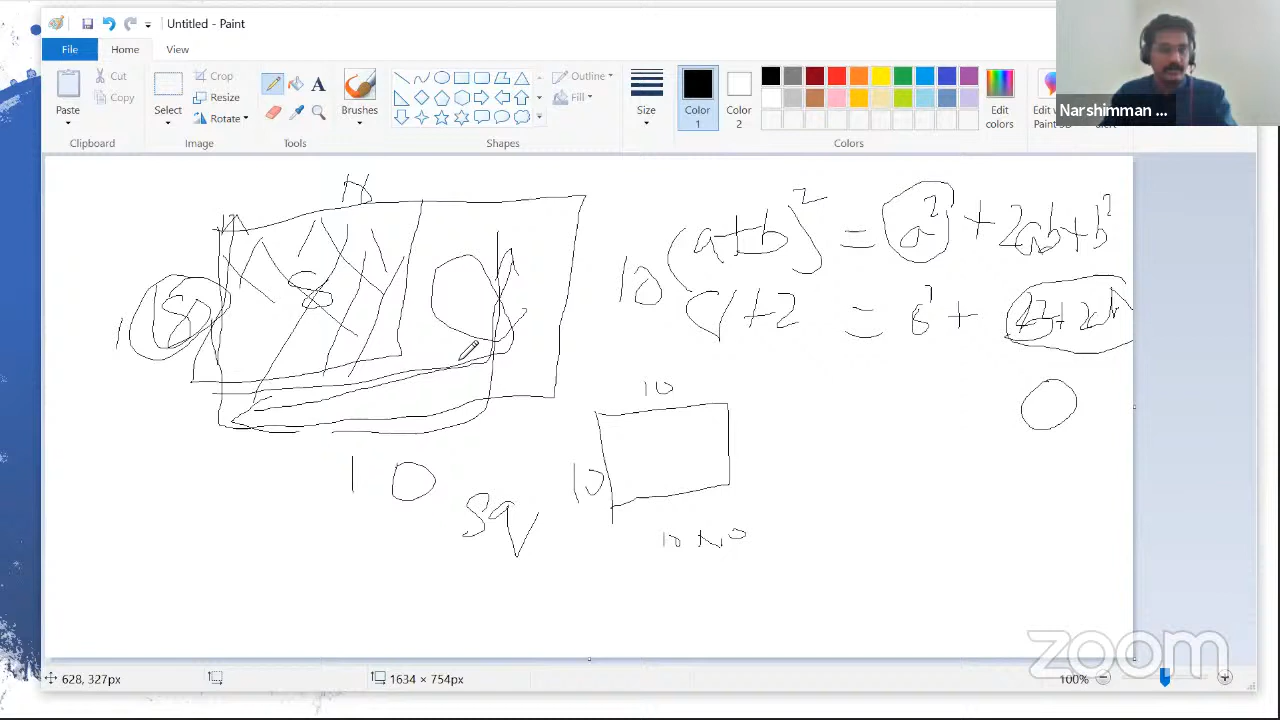 Untitled - Paint
File Home View
Paste
Cut
Copy
Clipboard
Select
Crop
Resize
Rotate
Image
Tools
Brushes
Shapes
Outline
Fill
Size
Color 1
Color 2
Edit colors
Colors
Narshimman ...
(a+b)² = a² + 2ab+b²
10
8
+2 =
10
10
10
sq
zoom
628, 327px
1634 × 754px
100%